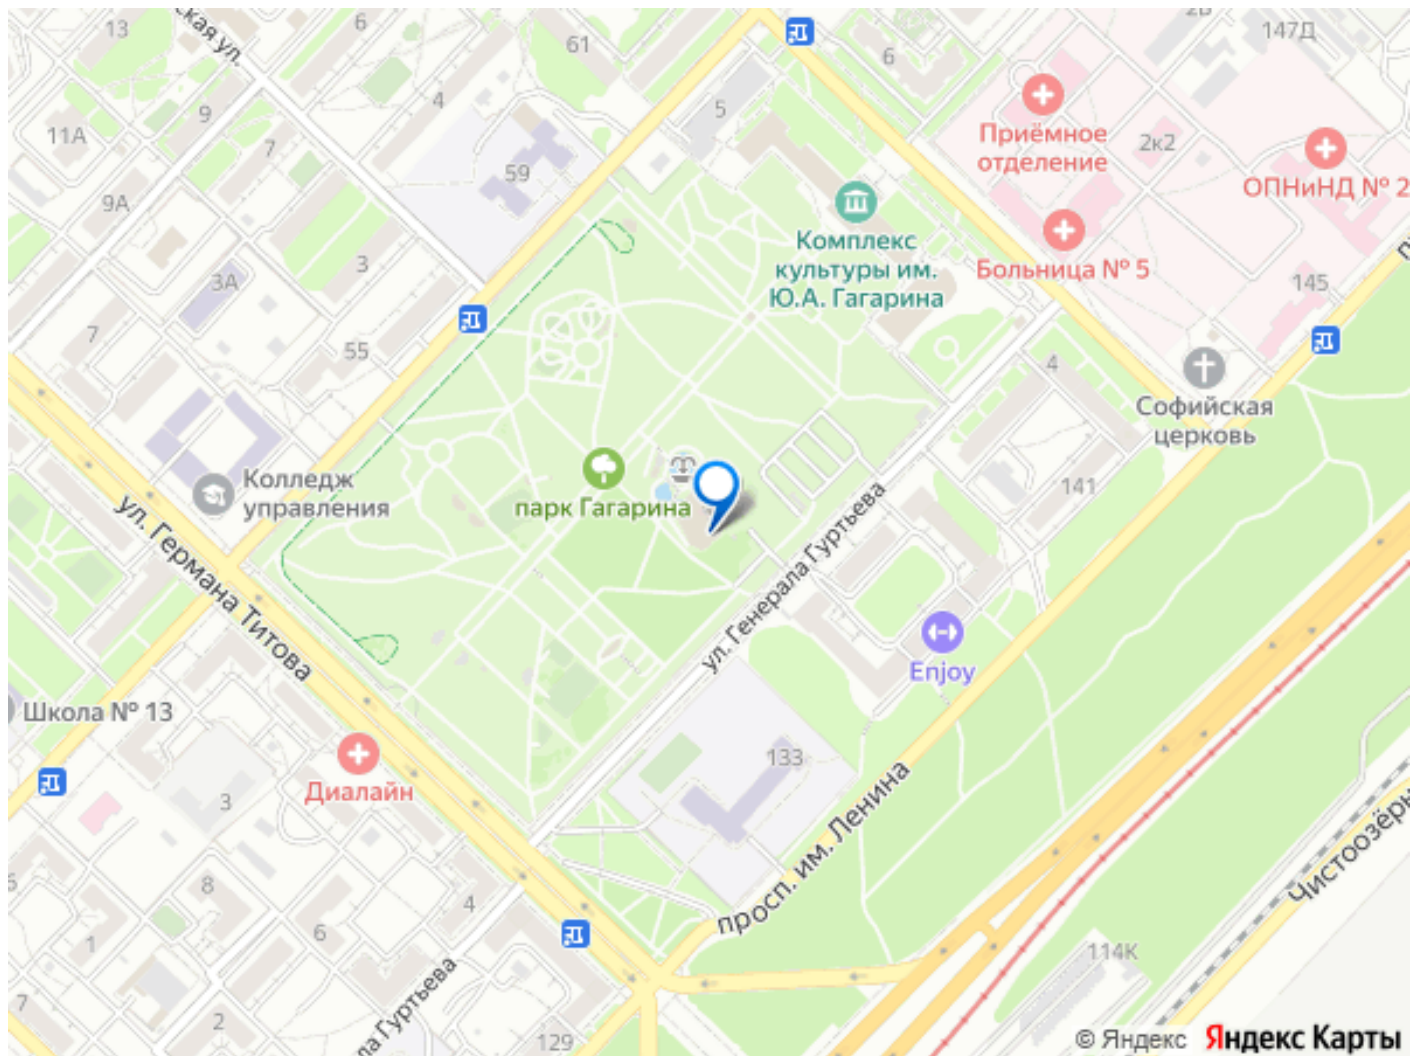 13
ская ул.
6
61
6
2В
147Д
11А
9
7
4
5
59
Приёмное
отделение
2к2
ОПНиНД № 2
9А
3А
3
Комплекс
культуры им.
Ю.А. Гагарина
Больница № 5
145
7
55
4
Софийская
церковь
Колледж
управления
парк Гагарина
141
ул. Германа Титова
ул. Генерала Гуртьева
Enjoy
Школа № 13
133
Диалайн
3
просп. им. Ленина
Чистоозёрн
8
4
6
1
114К
7
2
ла Гуртьева
129
© Яндекс Яндекс Карты